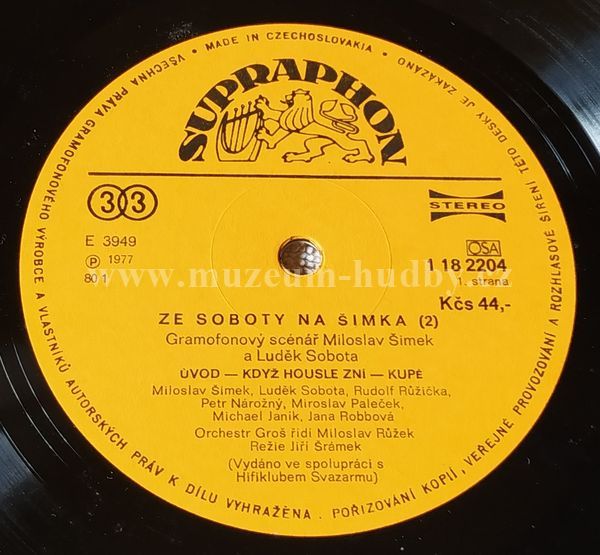 VŠECHNA PRÁVA GRAMOFONOVÉHO VÝROBCE A VLASTNÍKŮ AUTORSKÝCH PRÁV K DÍLU VYHRAŽENA . POŘIZOVÁNÍ KOPIÍ, VEŘEJNÉ PROVOZOVÁNÍ A ROZHLASOVÉ ŠÍŘENÍ TÉTO DESKY JE ZAKÁZÁNO
• MADE IN CZECHOSLOVAKIA •
SUPRAPHON
33
STEREO
E 3949
℗ 1977
80 1
OSA
1 18 2204
1. strana
Kčs 44,-
www.muzeum-hudby.cz
ZE SOBOTY NA ŠIMKA (2)
Gramofonový scénář Miloslav Šimek
a Luděk Sobota
ÚVOD — KDYŽ HOUSLE ZNÍ — KUPÉ
Miloslav Šimek, Luděk Sobota, Rudolf Růžička,
Petr Nárožný, Miroslav Paleček,
Michael Janík, Jana Robbová
Orchestr Groš řídí Miloslav Růžek
Režie Jiří Šrámek
(Vydáno ve spolupráci s
Hifiklubem Svazarmu)